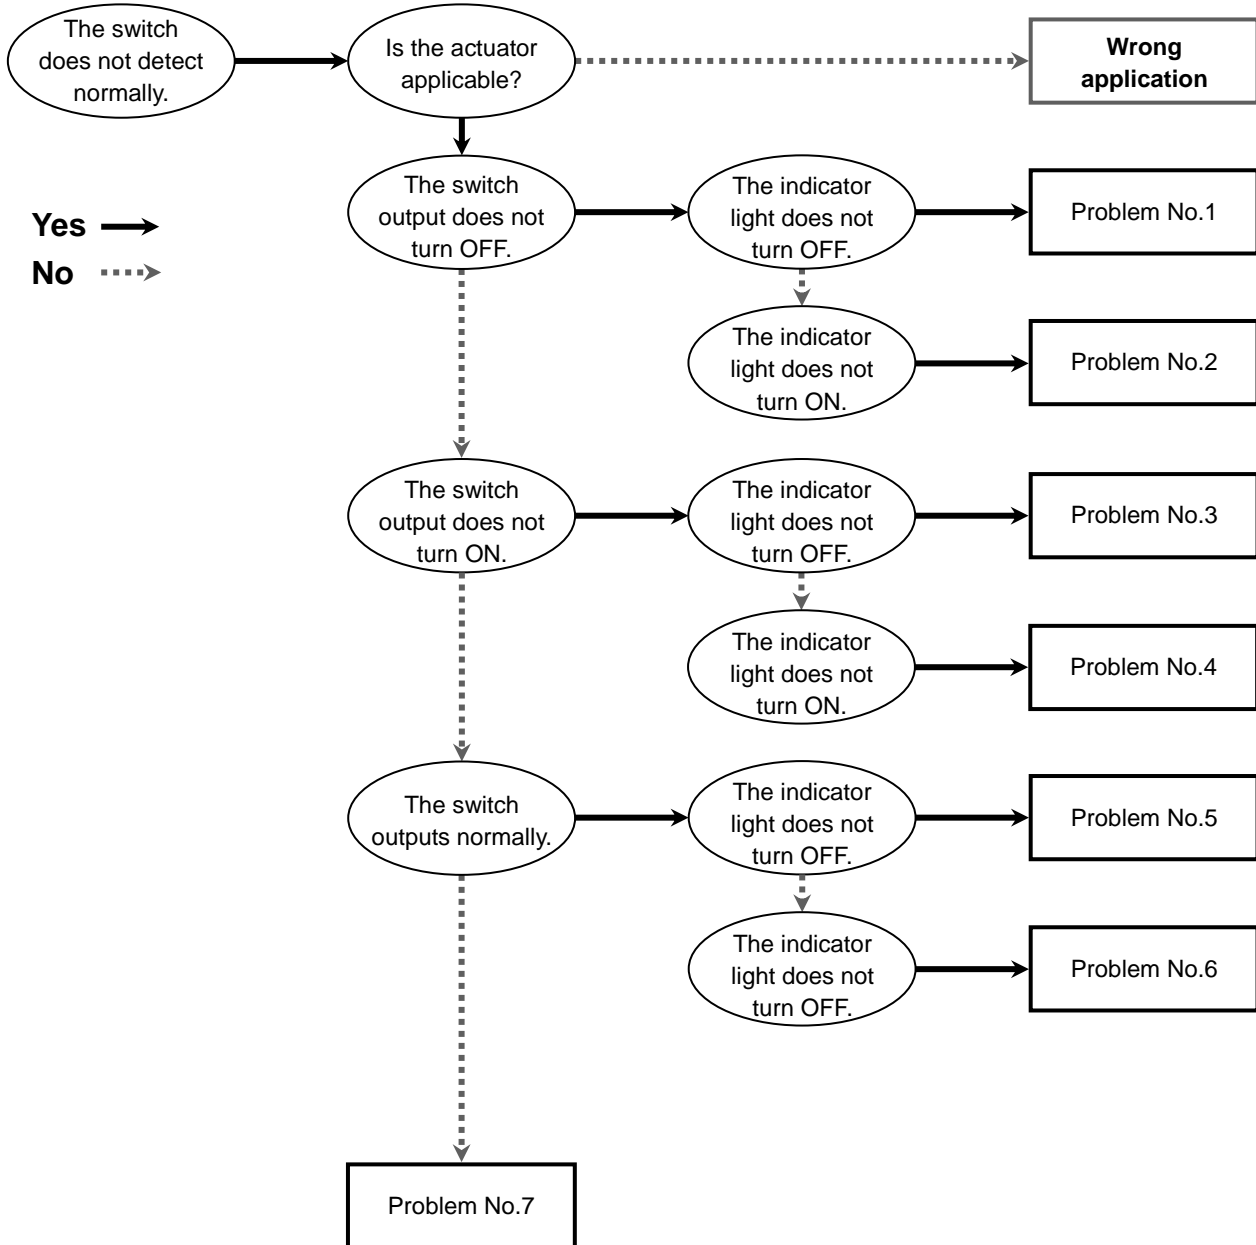 The switch
does not detect
normally.
Is the actuator
applicable?
Wrong
application
Yes
No
The switch
output does not
turn OFF.
The indicator
light does not
turn OFF.
Problem No.1
The indicator
light does not
turn ON.
Problem No.2
The switch
output does not
turn ON.
The indicator
light does not
turn OFF.
Problem No.3
The indicator
light does not
turn ON.
Problem No.4
The switch
outputs normally.
The indicator
light does not
turn OFF.
Problem No.5
The indicator
light does not
turn OFF.
Problem No.6
Problem No.7